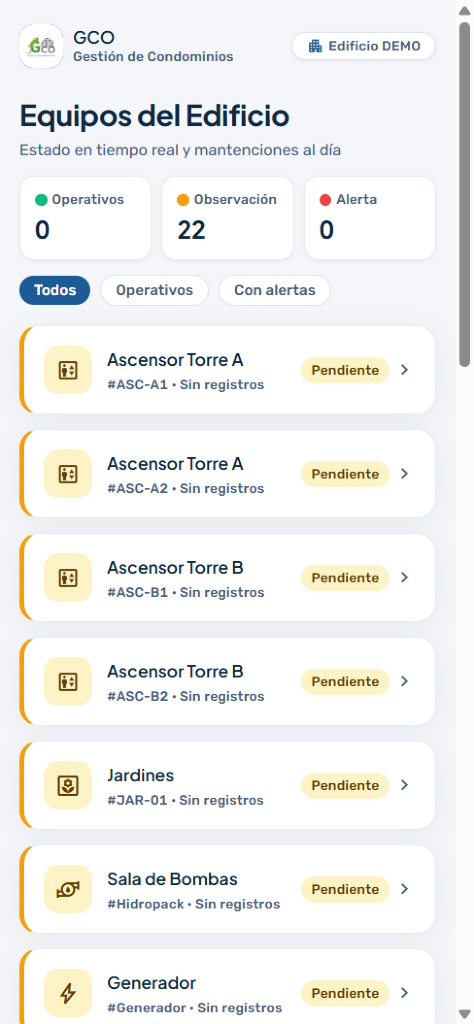 GCO
GCO
Gestión de Condominios
Edificio DEMO
Equipos del Edificio
Estado en tiempo real y mantenciones al día
Operativos
0
Observación
22
Alerta
0
Todos
Operativos
Con alertas
Ascensor Torre A
#ASC-A1 • Sin registros
Pendiente
Ascensor Torre A
#ASC-A2 • Sin registros
Pendiente
Ascensor Torre B
#ASC-B1 • Sin registros
Pendiente
Ascensor Torre B
#ASC-B2 • Sin registros
Pendiente
Jardines
#JAR-01 • Sin registros
Pendiente
Sala de Bombas
#Hidropack • Sin registros
Pendiente
Generador
#Generador • Sin registros
Pendiente